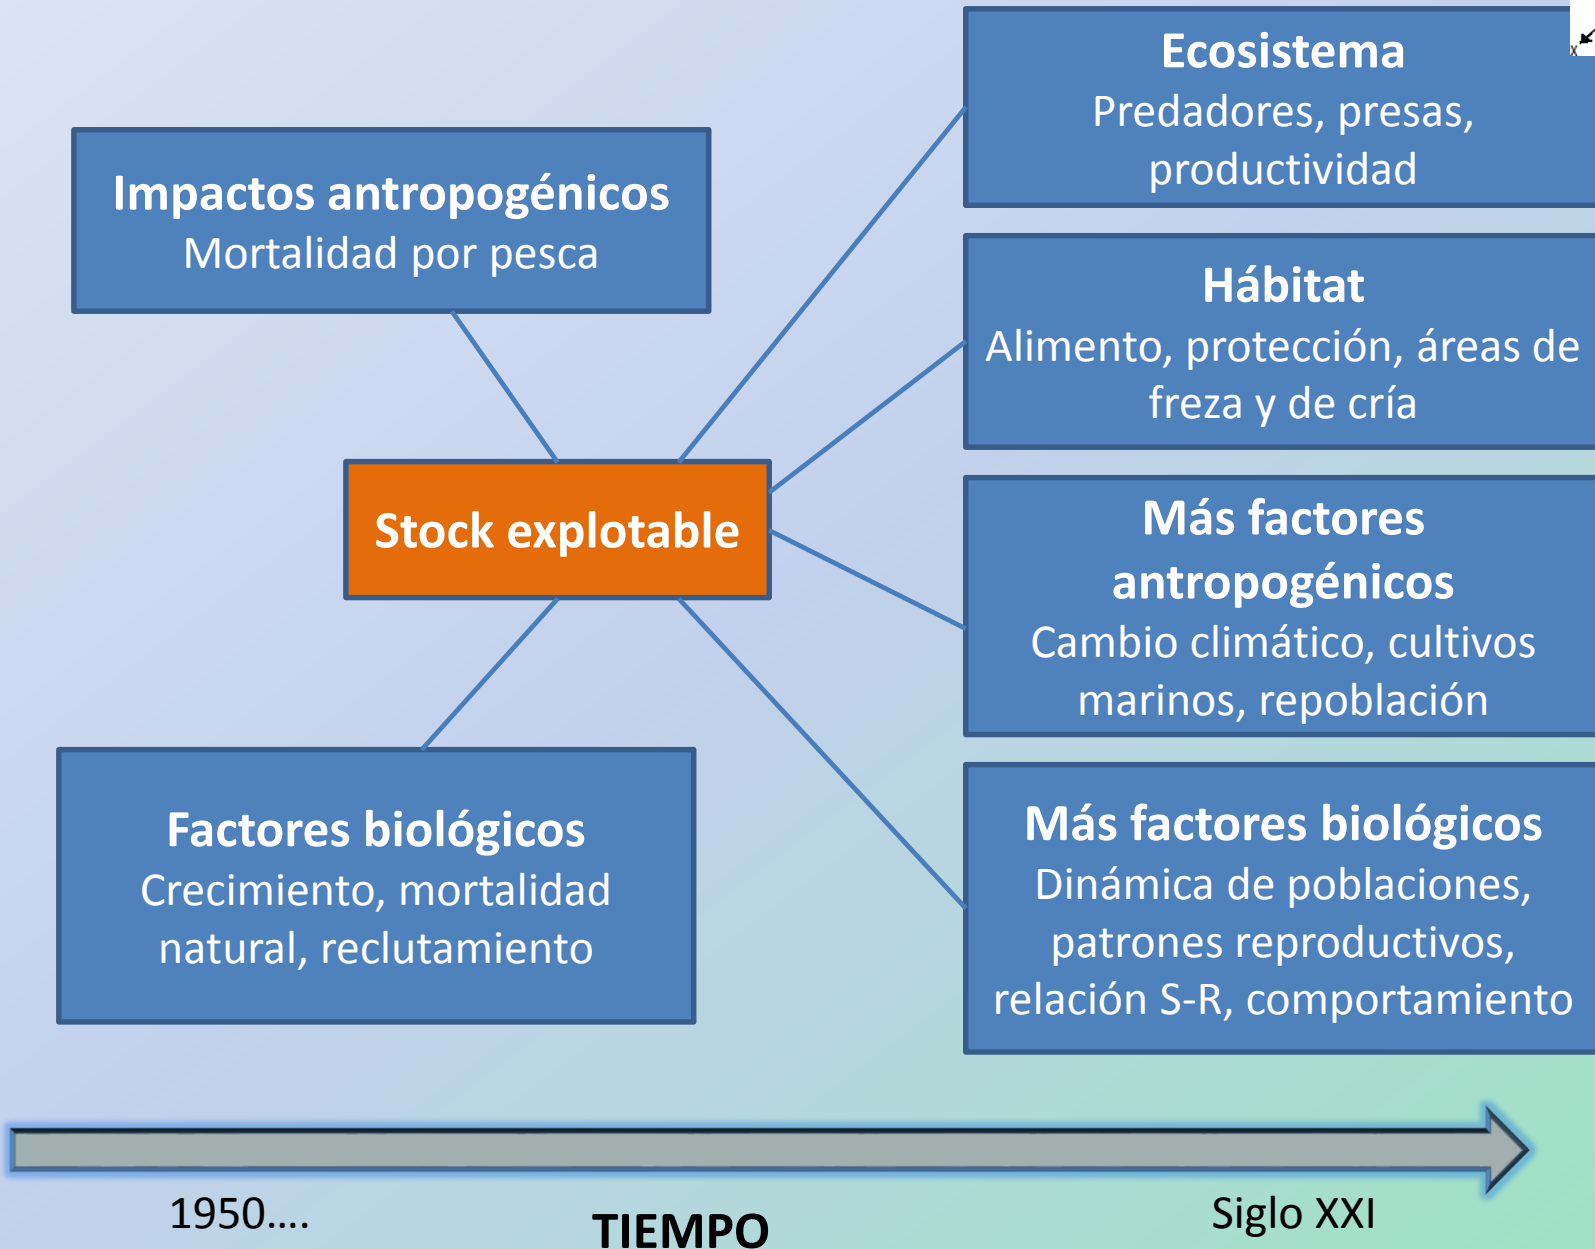 Impactos antropogénicos
Mortalidad por pesca
Stock explotable
Factores biológicos
Crecimiento, mortalidad
natural, reclutamiento
Ecosistema
Predadores, presas,
productividad
Hábitat
Alimento, protección, áreas de
freza y de cría
Más factores
antropogénicos
Cambio climático, cultivos
marinos, repoblación
Más factores biológicos
Dinámica de poblaciones,
patrones reproductivos,
relación S-R, comportamiento
1950....
TIEMPO
Siglo XXI
x